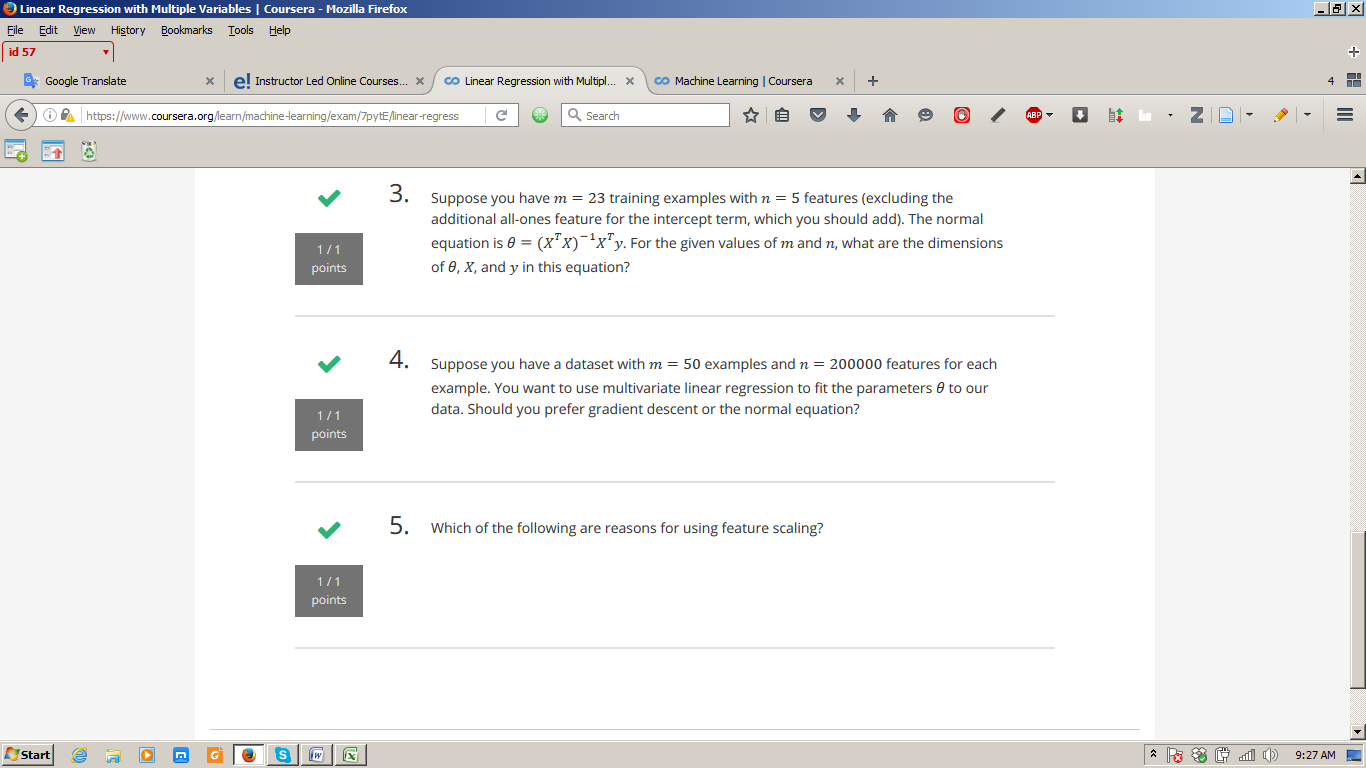 Linear Regression with Multiple Variables | Coursera - Mozilla Firefox
File Edit View History Bookmarks Tools Help
id 57
Google Translate
Instructor Led Online Courses...
Linear Regression with Multipl...
Machine Learning | Coursera
4
https://www.coursera.org/learn/machine-learning/exam/7pytE/linear-regress
Search
ABP
3. Suppose you have m = 23 training examples with n = 5 features (excluding the
additional all-ones feature for the intercept term, which you should add). The normal
equation is θ = (XᵀX)⁻¹Xᵀy. For the given values of m and n, what are the dimensions
of θ, X, and y in this equation?
1 / 1
points
4. Suppose you have a dataset with m = 50 examples and n = 200000 features for each
example. You want to use multivariate linear regression to fit the parameters θ to our
data. Should you prefer gradient descent or the normal equation?
1 / 1
points
5. Which of the following are reasons for using feature scaling?
1 / 1
points
Start
9:27 AM